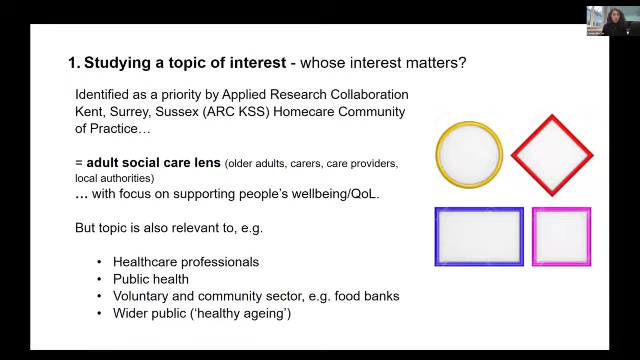 1. Studying a topic of interest - whose interest matters?
Identified as a priority by Applied Research Collaboration
Kent, Surrey, Sussex (ARC KSS) Homecare Community
of Practice…
= adult social care lens (older adults, carers, care providers,
local authorities)
… with focus on supporting people's wellbeing/QoL.
But topic is also relevant to, e.g.
• Healthcare professionals
• Public health
• Voluntary and community sector, e.g. food banks
• Wider public ('healthy ageing')